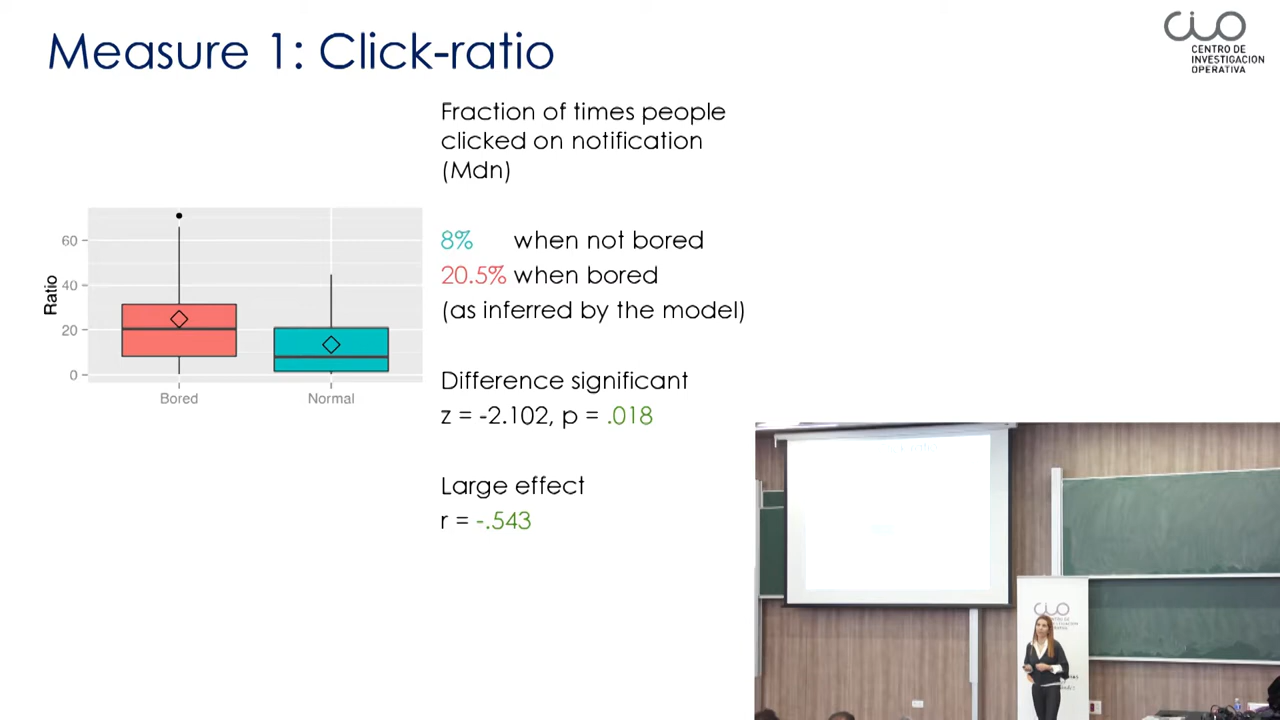 Measure 1: Click-ratio
CIO
CENTRO DE
INVESTIGACION
OPERATIVA
Fraction of times people
clicked on notification
(Mdn)
8% when not bored
20.5% when bored
(as inferred by the model)
Difference significant
z = -2.102, p = .018
Large effect
r = -.543
Ratio
60
40
20
0
Bored
Normal
CIO